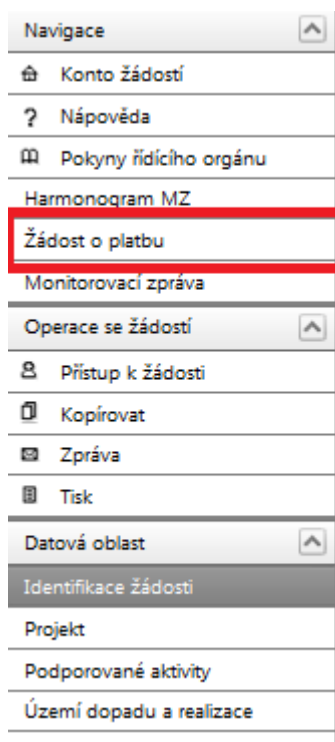 Navigace
Konto žádostí
? Nápověda
Pokyny řídícího orgánu
Harmonogram MZ
Žádost o platbu
Monitorovací zpráva
Operace se žádostí
Přístup k žádosti
Kopírovat
Zpráva
Tisk
Datová oblast
Identifikace žádosti
Projekt
Podporované aktivity
Území dopadu a realizace